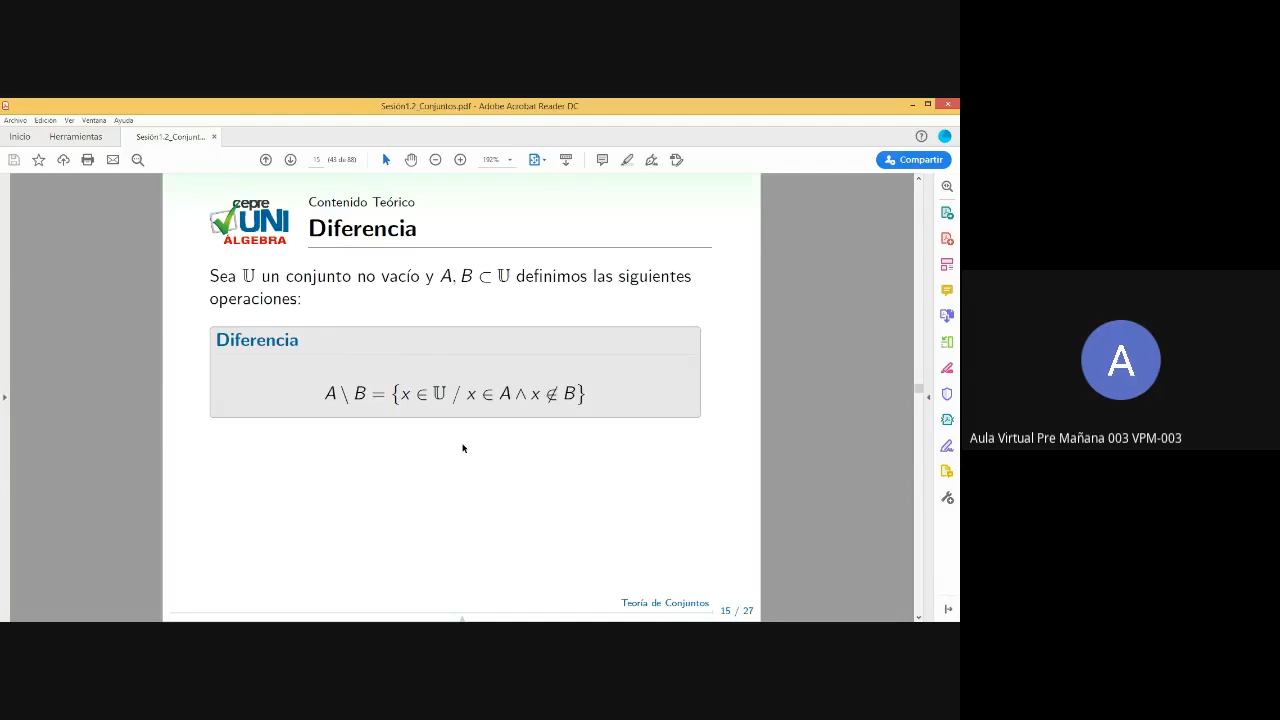 Sesión1.2_Conjuntos.pdf - Adobe Acrobat Reader DC
Archivo Edición Ver Ventana Ayuda
Inicio Herramientas Sesión1.2_Conjunt... ×
15 (43 de 88) 192% Compartir
cepre
UNI
ÁLGEBRA
Contenido Teórico
Diferencia
Sea 𝕌 un conjunto no vacío y A, B ⊂ 𝕌 definimos las siguientes
operaciones:
Diferencia
A \ B = {x ∈ 𝕌 / x ∈ A ∧ x ∉ B}
Teoría de Conjuntos
15 / 27
A
Aula Virtual Pre Mañana 003 VPM-003